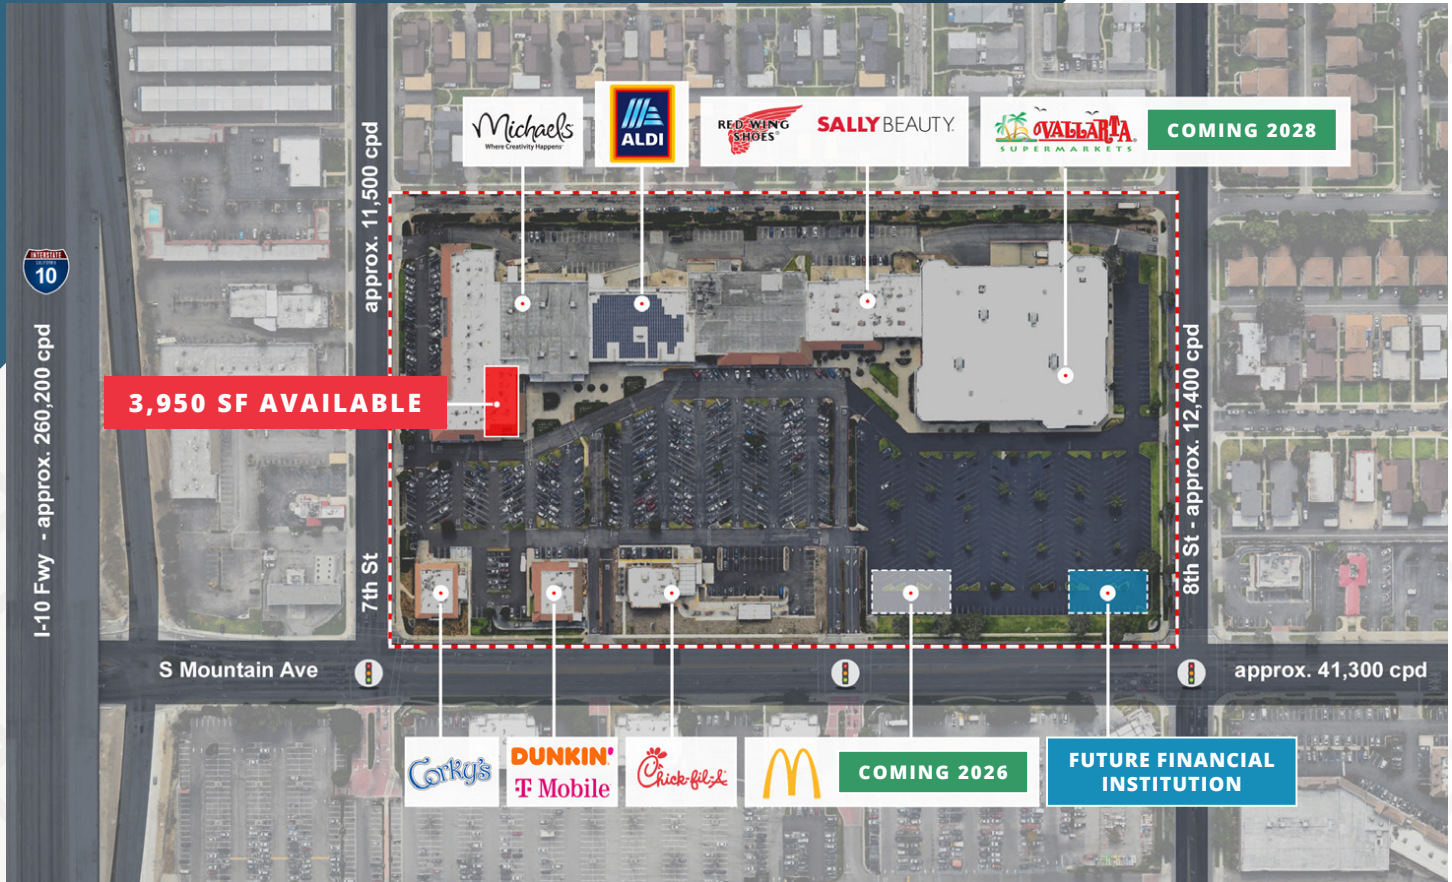 Michaels
Where Creativity Happens
ALDI
RED WING
SHOES
SALLY BEAUTY.
VALLARTA
SUPERMARKETS
COMING 2028
INTERSTATE
CALIFORNIA
10
I-10 Fwy - approx. 260,200 cpd
approx. 11,500 cpd
7th St
3,950 SF AVAILABLE
8th St - approx. 12,400 cpd
S Mountain Ave
approx. 41,300 cpd
Corky's
DUNKIN'
T Mobile
Chick-fil-A
M
COMING 2026
FUTURE FINANCIAL
INSTITUTION